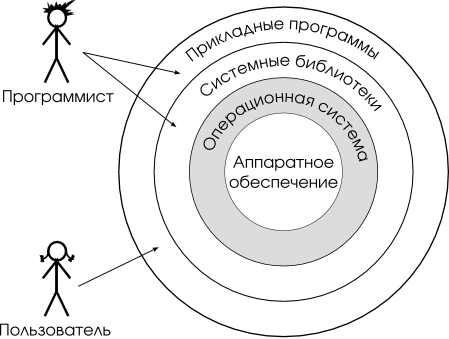 Прикладные программы
Системные библиотеки
Операционная система
Аппаратное
обеспечение
Программист
Пользователь